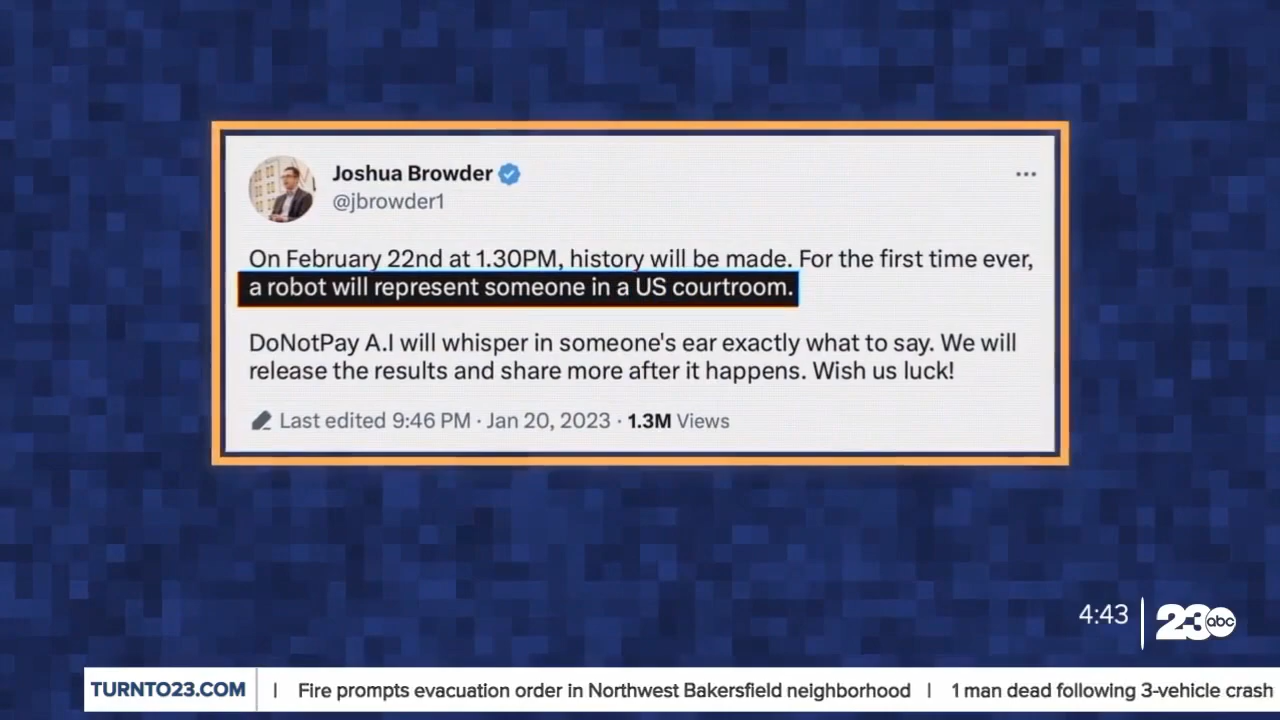 Joshua Browder
@jbrowder1
On February 22nd at 1.30PM, history will be made. For the first time ever,
a robot will represent someone in a US courtroom.
DoNotPay A.I will whisper in someone's ear exactly what to say. We will
release the results and share more after it happens. Wish us luck!
Last edited 9:46 PM · Jan 20, 2023 · 1.3M Views
4:43 | 23 abc
TURNTO23.COM | Fire prompts evacuation order in Northwest Bakersfield neighborhood | 1 man dead following 3-vehicle crash